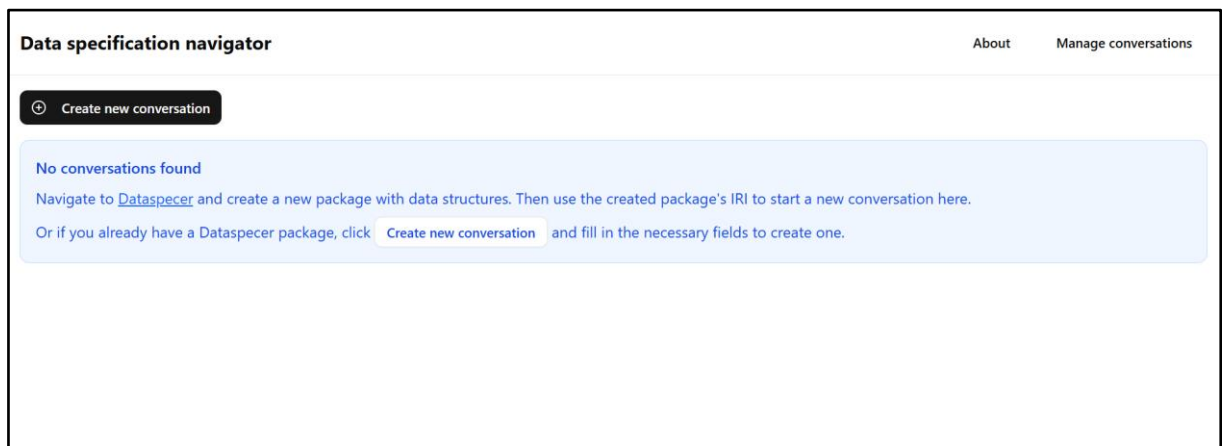 Data specification navigator About Manage conversations
Create new conversation
No conversations found
Navigate to Dataspecer and create a new package with data structures. Then use the created package's IRI to start a new conversation here.
Or if you already have a Dataspecer package, click Create new conversation and fill in the necessary fields to create one.